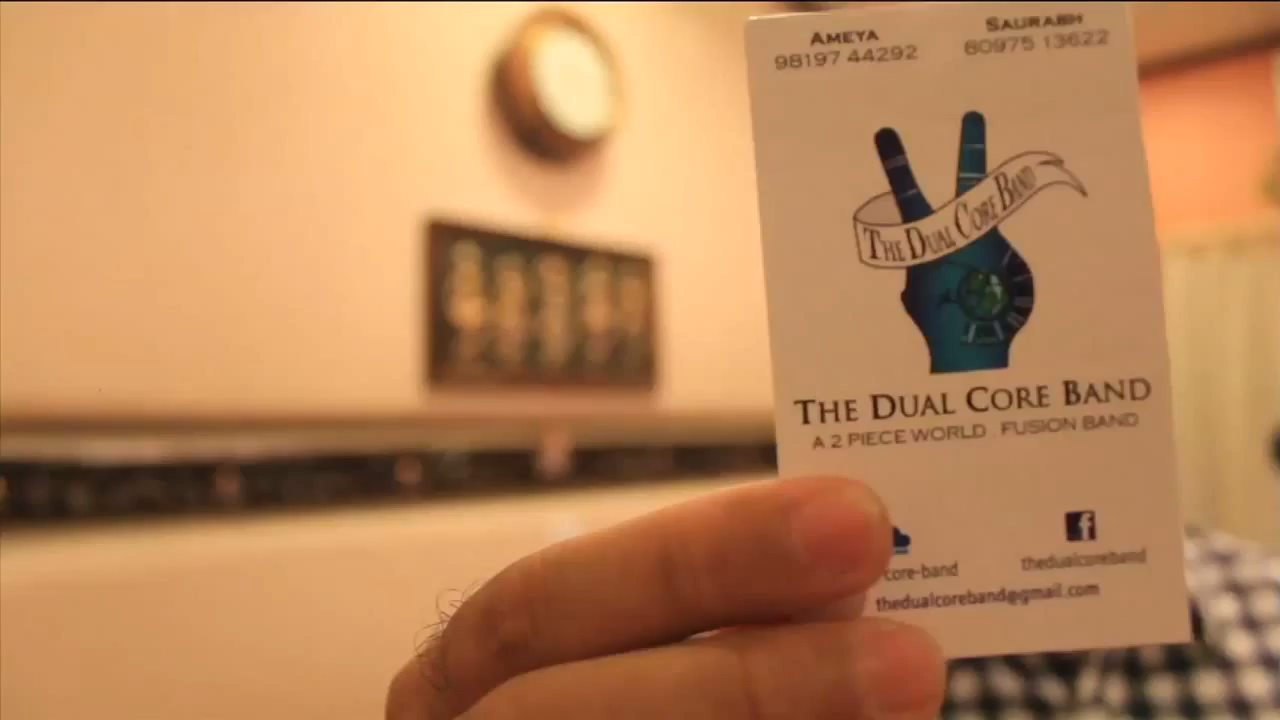 AMEYA
98197 44292
SAURABH
80975 13622
THE DUAL CORE BAND
THE DUAL CORE BAND
A 2 PIECE WORLD FUSION BAND
core-band
thedualcoreband
thedualcoreband@gmail.com